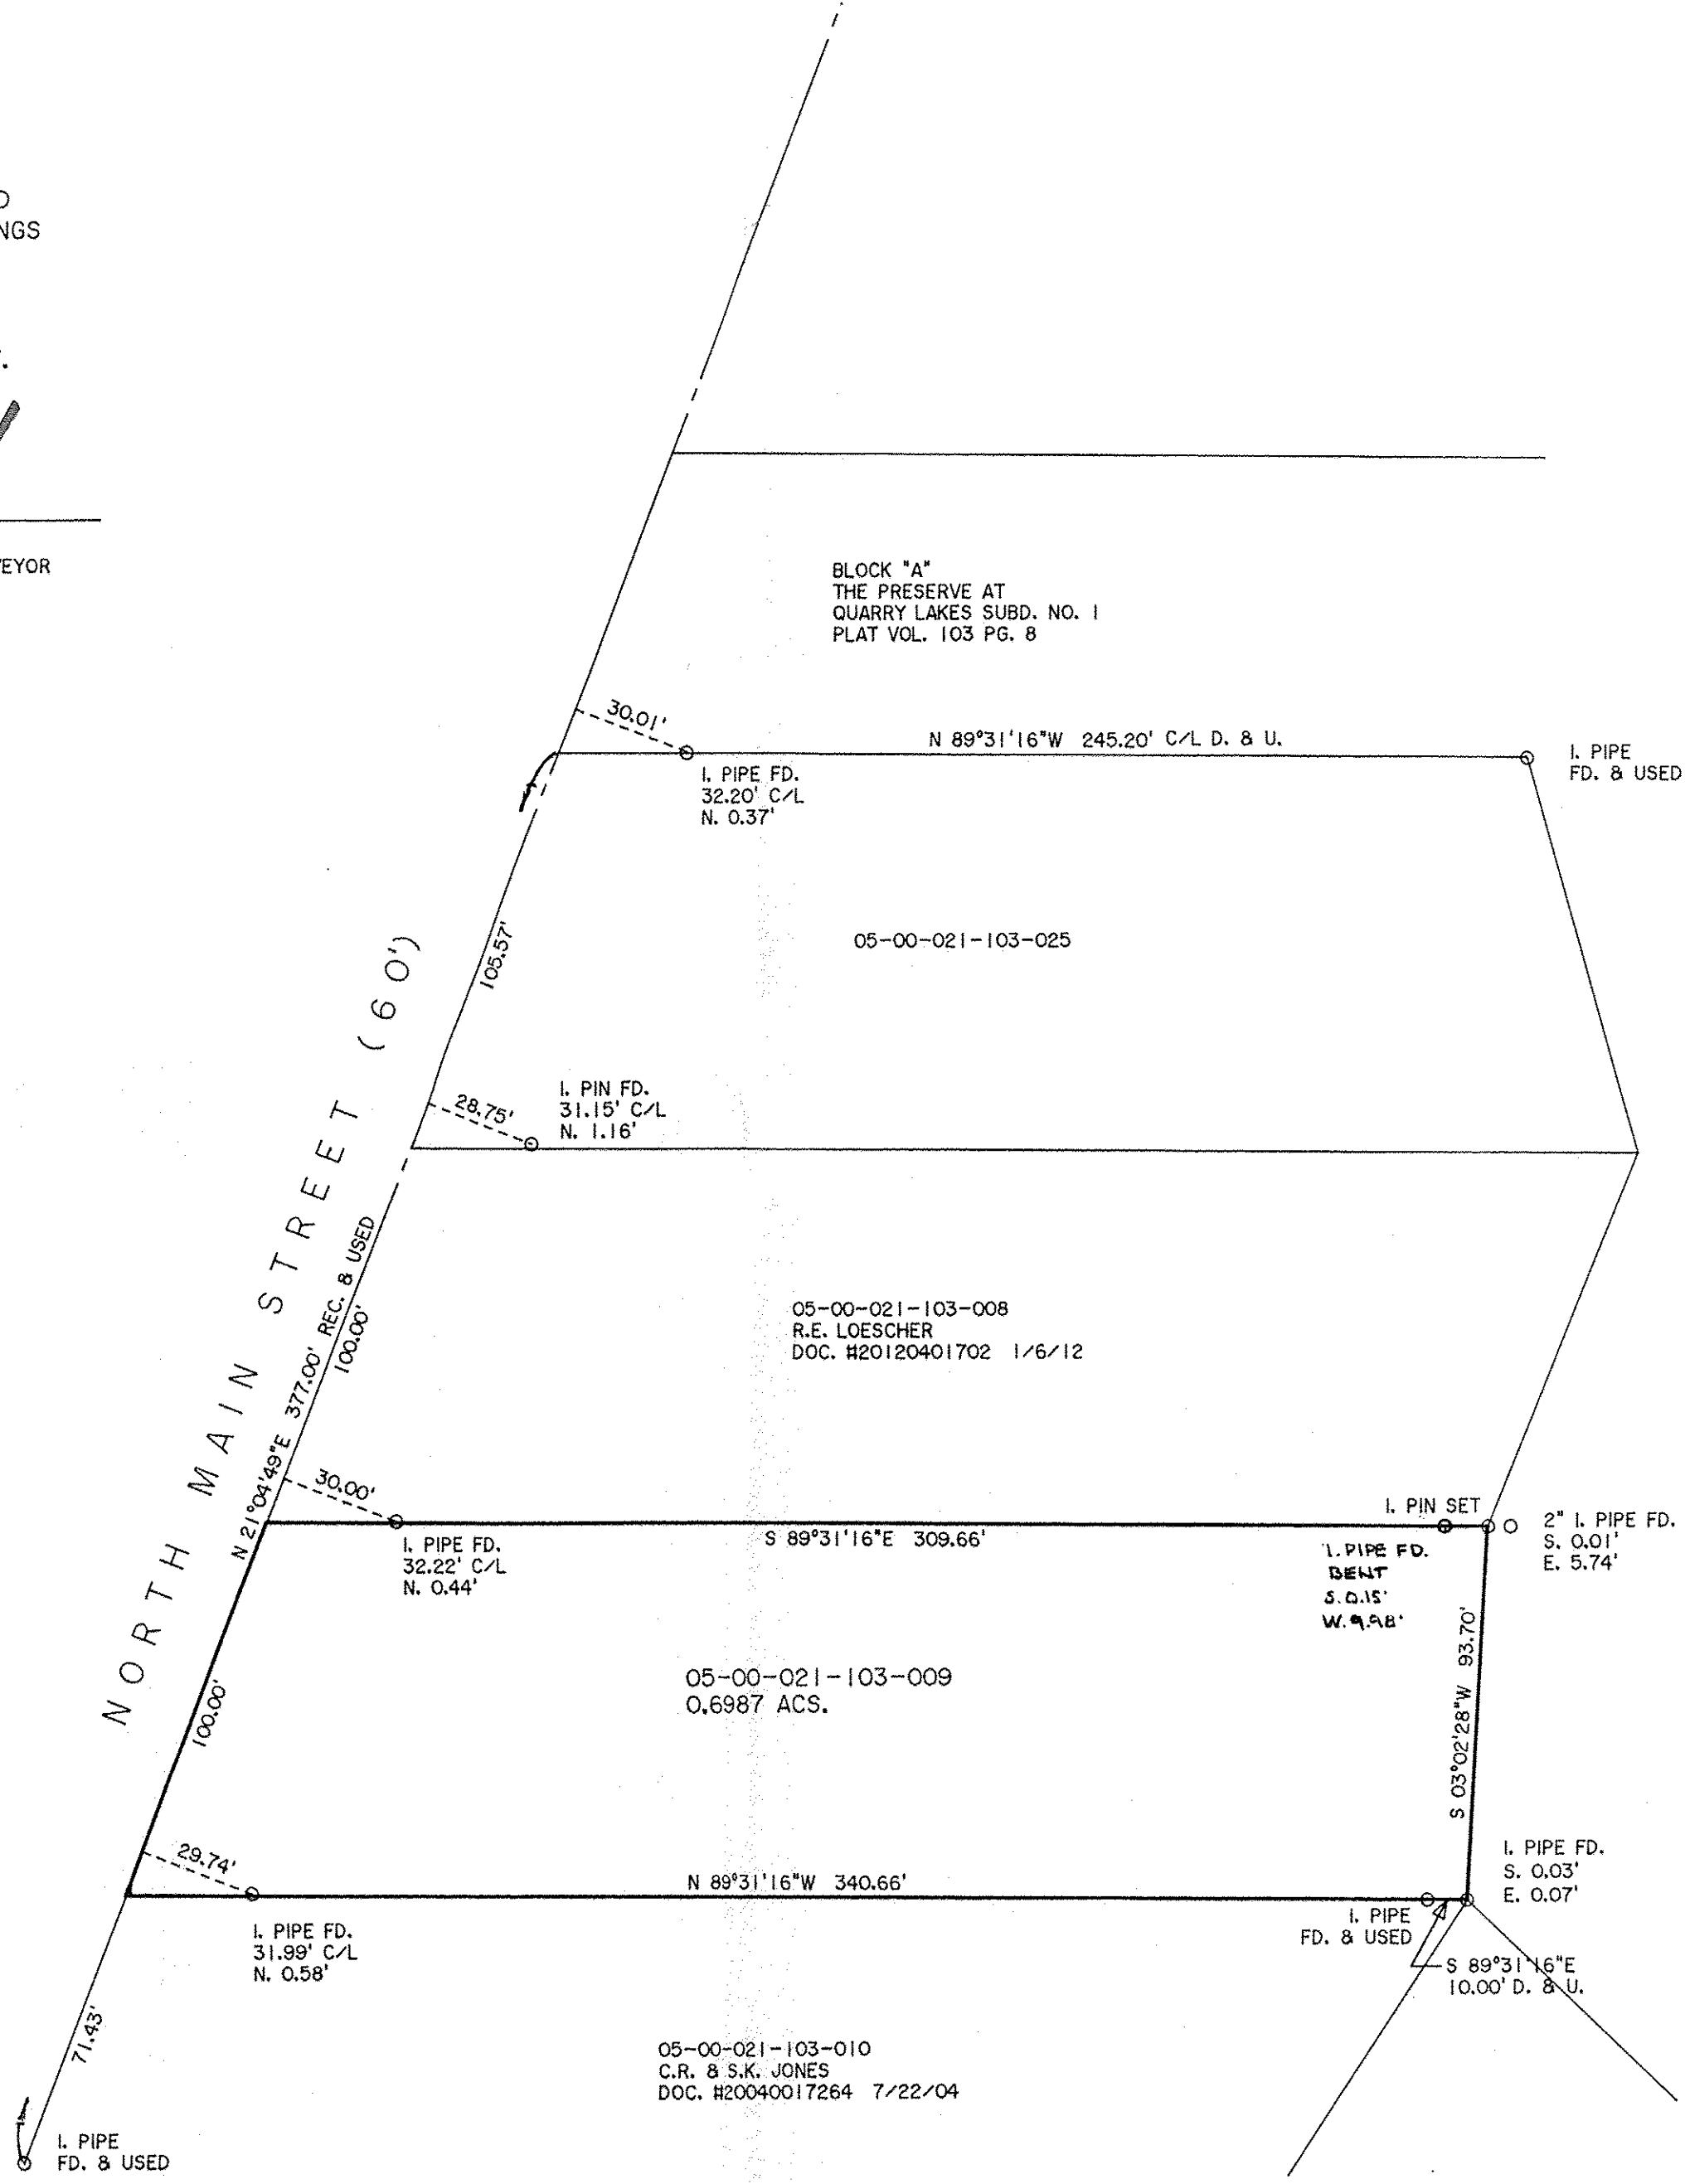 NGS
EYOR
BLOCK "A"
THE PRESERVE AT
QUARRY LAKES SUBD. NO. 1
PLAT VOL. 103 PG. 8
30.01'
N 89°31'16"W 245.20' C/L D. & U.
I. PIPE
FD. & USED
I. PIPE FD.
32.20' C/L
N. 0.37'
105.57'
05-00-021-103-025
NORTH MAIN STREET (60')
28.75'
I. PIN FD.
31.15' C/L
N. 1.16'
N 21°04'49"E 377.00' REC. & USED
100.00'
05-00-021-103-008
R.E. LOESCHER
DOC. #20120401702 1/6/12
30.00'
I. PIPE FD.
32.22' C/L
N. 0.44'
S 89°31'16"E 309.66'
I. PIN SET
2" I. PIPE FD.
S. 0.01'
E. 5.74'
I. PIPE FD.
BENT
S. 0.15'
W. 9.98'
S 03°02'28"W 93.70'
05-00-021-103-009
0.6987 ACS.
100.00'
29.74'
N 89°31'16"W 340.66'
I. PIPE FD.
31.99' C/L
N. 0.58'
I. PIPE FD.
S. 0.03'
E. 0.07'
I. PIPE
FD. & USED
S 89°31'16"E
10.00' D. & U.
71.43'
05-00-021-103-010
C.R. & S.K. JONES
DOC. #20040017264 7/22/04
I. PIPE
FD. & USED